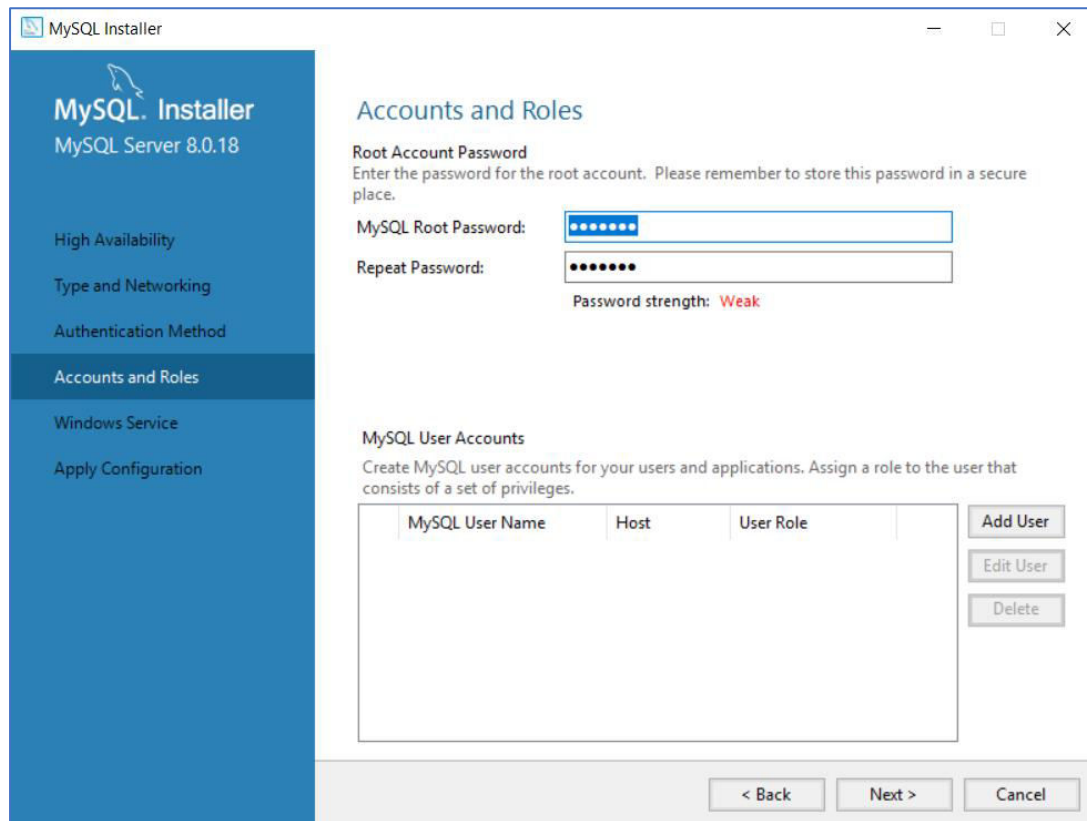 MySQL Installer
MySQL. Installer
MySQL Server 8.0.18
High Availability
Type and Networking
Authentication Method
Accounts and Roles
Windows Service
Apply Configuration
Accounts and Roles
Root Account Password
Enter the password for the root account. Please remember to store this password in a secure
place.
MySQL Root Password: •••••••
Repeat Password: •••••••
Password strength: Weak
MySQL User Accounts
Create MySQL user accounts for your users and applications. Assign a role to the user that
consists of a set of privileges.
MySQL User Name Host User Role
Add User
Edit User
Delete
< Back Next > Cancel